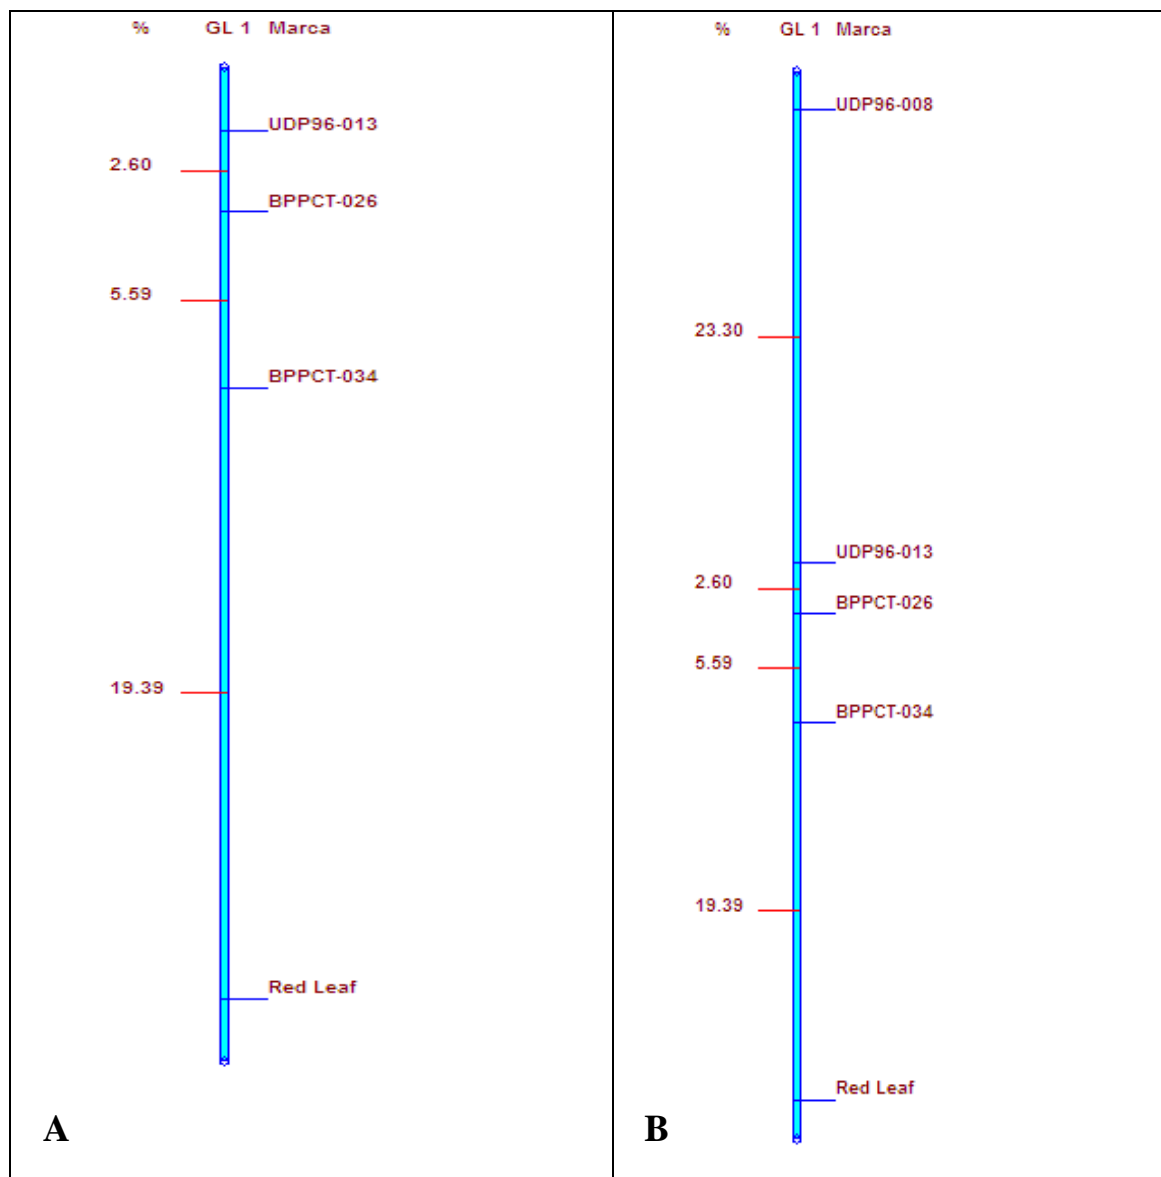 % GL 1 Marca
UDP96-013
2.60
BPPCT-026
5.59
BPPCT-034
19.39
Red Leaf
A
% GL 1 Marca
UDP96-008
23.30
UDP96-013
2.60
BPPCT-026
5.59
BPPCT-034
19.39
Red Leaf
B